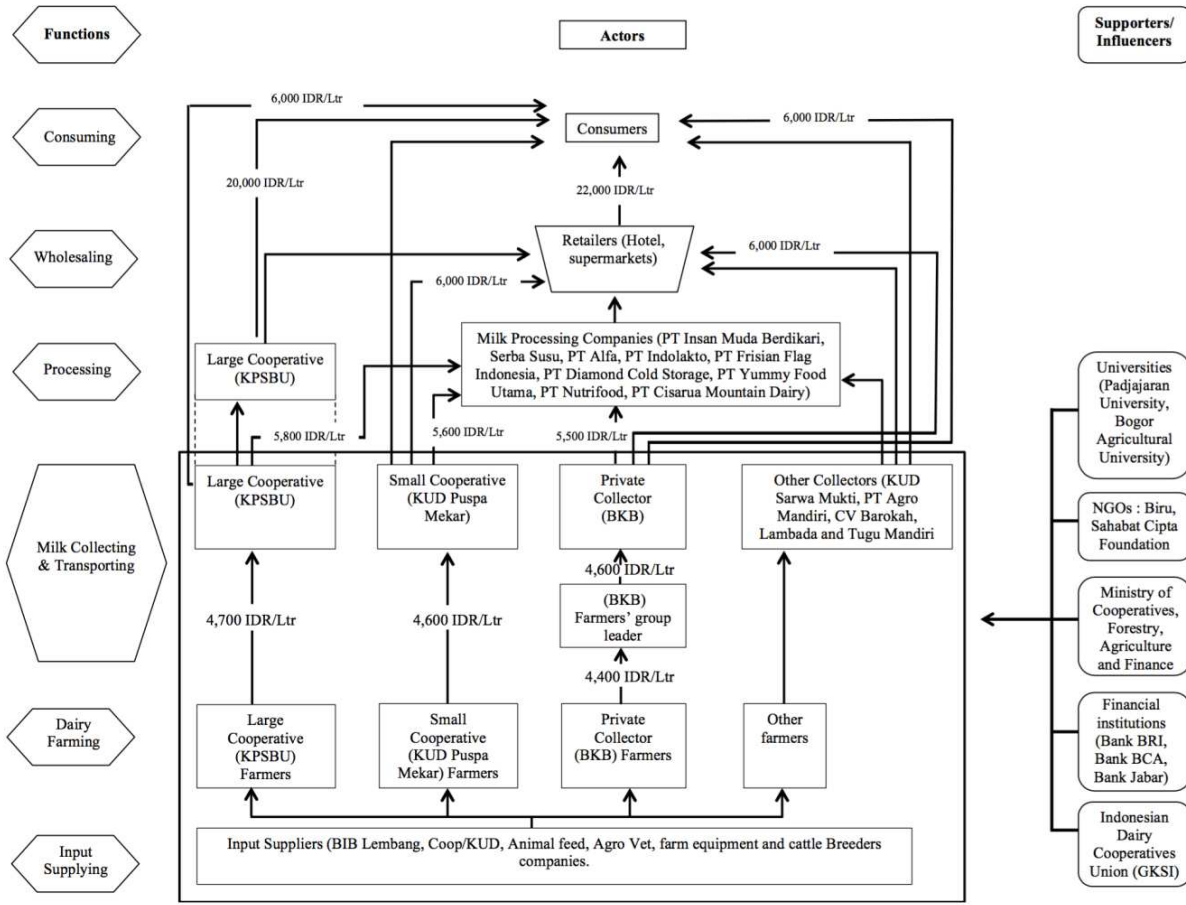 Functions
Actors
Supporters/
Influencers
6,000 IDR/Ltr
6,000 IDR/Ltr
Consuming
Consumers
20,000 IDR/Ltr
22,000 IDR/Ltr
Wholesaling
Retailers (Hotel,
supermarkets)
6,000 IDR/Ltr
6,000 IDR/Ltr
Processing
Large Cooperative
(KPSBU)
Milk Processing Companies (PT Insan Muda Berdikari,
Serba Susu, PT Alfa, PT Indolakto, PT Frisian Flag
Indonesia, PT Diamond Cold Storage, PT Yummy Food
Utama, PT Nutrifood, PT Cisarua Mountain Dairy)
Universities
(Padjajaran
University,
Bogor
Agricultural
University)
5,800 IDR/Ltr
5,600 IDR/Ltr
5,500 IDR/Ltr
Milk Collecting
& Transporting
Large Cooperative
(KPSBU)
Small Cooperative
(KUD Puspa
Mekar)
Private
Collector
(BKB)
Other Collectors (KUD
Sarwa Mukti, PT Agro
Mandiri, CV Barokah,
Lambada and Tugu Mandiri
NGOs : Biru,
Sahabat Cipta
Foundation
4,700 IDR/Ltr
4,600 IDR/Ltr
4,600 IDR/Ltr
(BKB)
Farmers' group
leader
4,400 IDR/Ltr
Ministry of
Cooperatives,
Forestry,
Agriculture
and Finance
Dairy
Farming
Large
Cooperative
(KPSBU)
Farmers
Small
Cooperative
(KUD Puspa
Mekar) Farmers
Private
Collector
(BKB) Farmers
Other
farmers
Financial
institutions
(Bank BRI,
Bank BCA,
Bank Jabar)
Input
Supplying
Input Suppliers (BIB Lembang, Coop/KUD, Animal feed, Agro Vet, farm equipment and cattle Breeders
companies.
Indonesian
Dairy
Cooperatives
Union (GKSI)